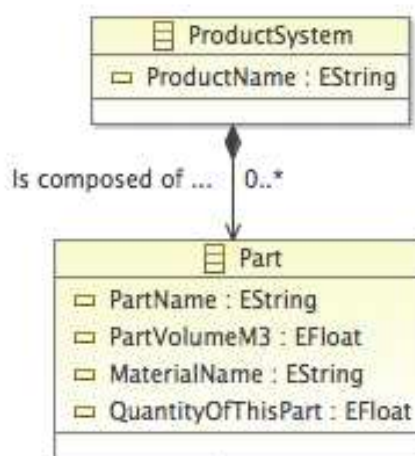 ProductSystem
ProductName : EString
Is composed of ... 0..*
Part
PartName : EString
PartVolumeM3 : EFloat
MaterialName : EString
QuantityOfThisPart : EFloat